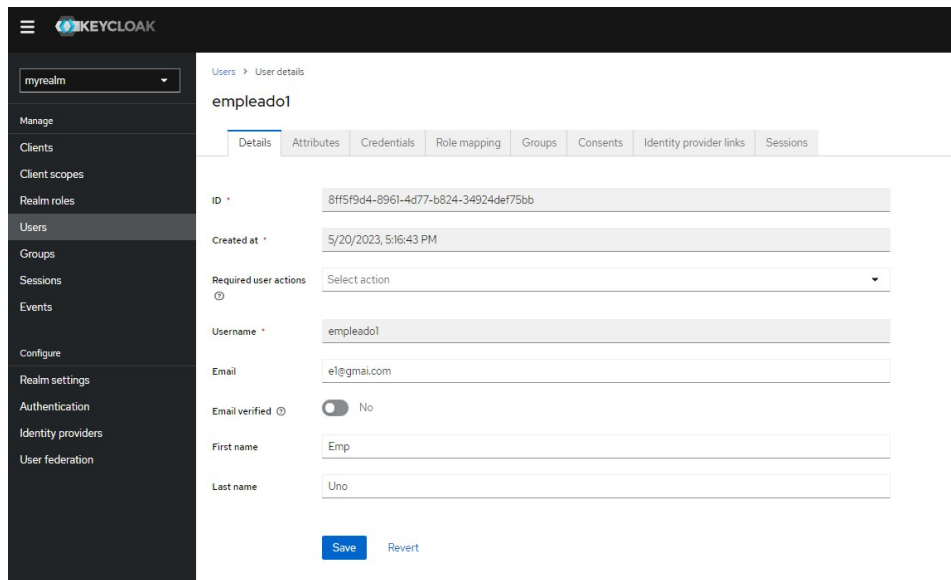 KEYCLOAK
myrealm
Manage
Clients
Client scopes
Realm roles
Users
Groups
Sessions
Events
Configure
Realm settings
Authentication
Identity providers
User federation
Users > User details
empleado1
Details Attributes Credentials Role mapping Groups Consents Identity provider links Sessions
ID * 8ff5f9d4-8961-4d77-b824-34924def75bb
Created at * 5/20/2023, 5:16:43 PM
Required user actions Select action
Username * empleado1
Email e1@gmai.com
Email verified No
First name Emp
Last name Uno
Save Revert